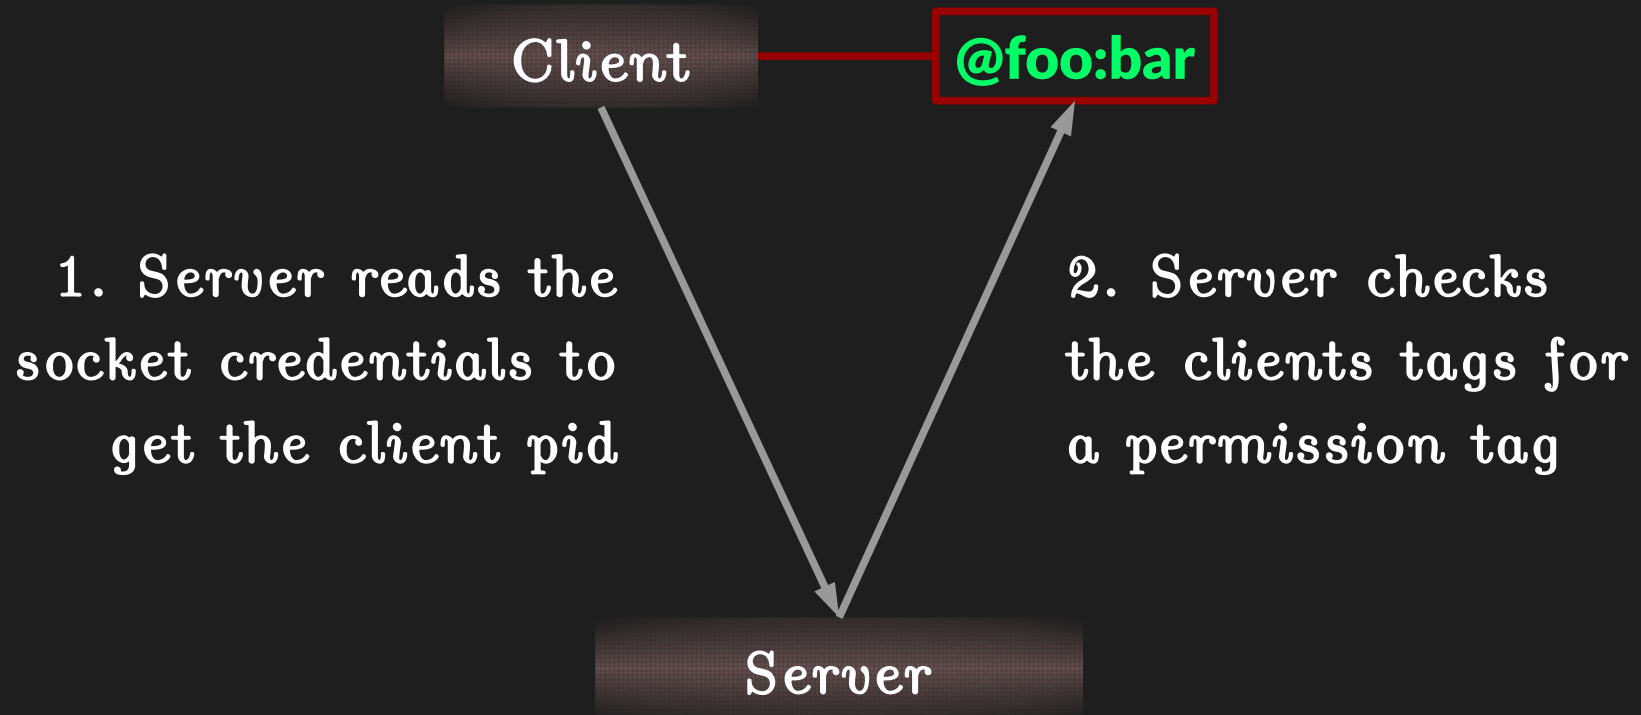 Client
@foo:bar
1. Server reads the
socket credentials to
get the client pid
2. Server checks
the clients tags for
a permission tag
Server